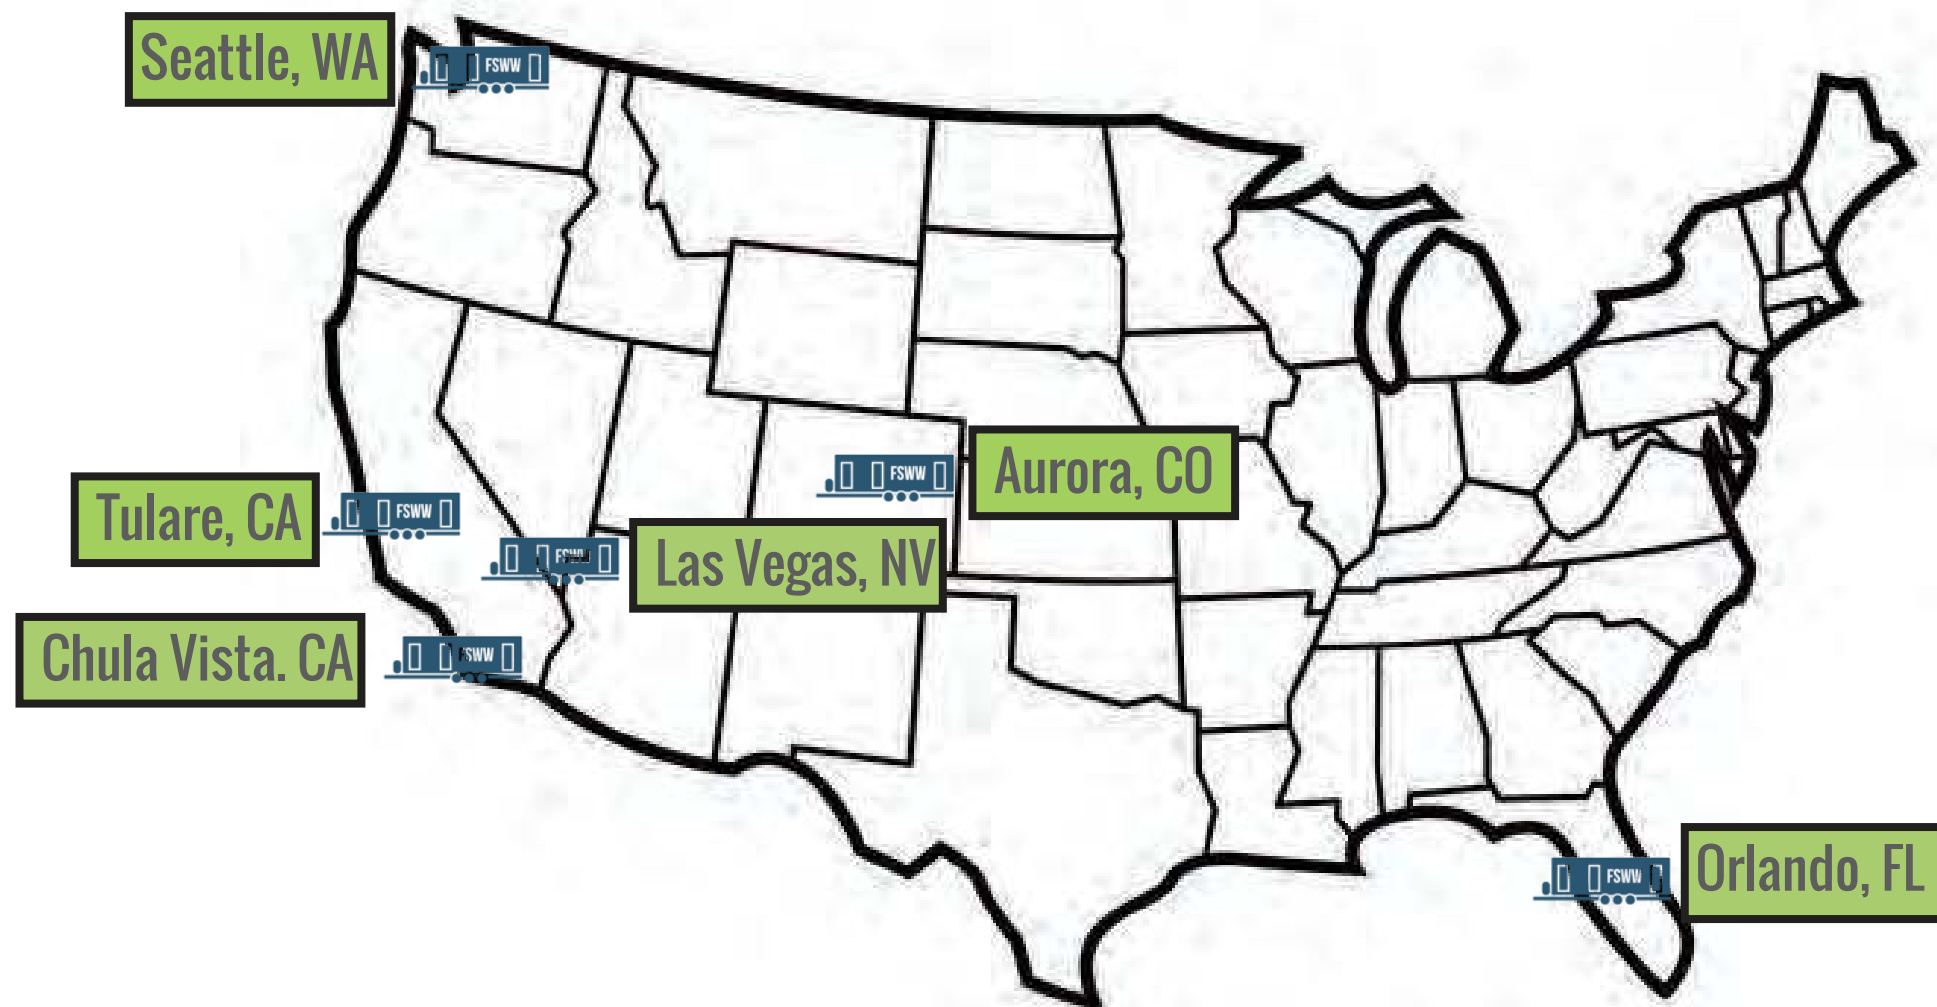 Seattle, WA
FSWW
FSWW
Aurora, CO
Tulare, CA
FSWW
FSWW
Las Vegas, NV
Chula Vista. CA
FSWW
FSWW
Orlando, FL